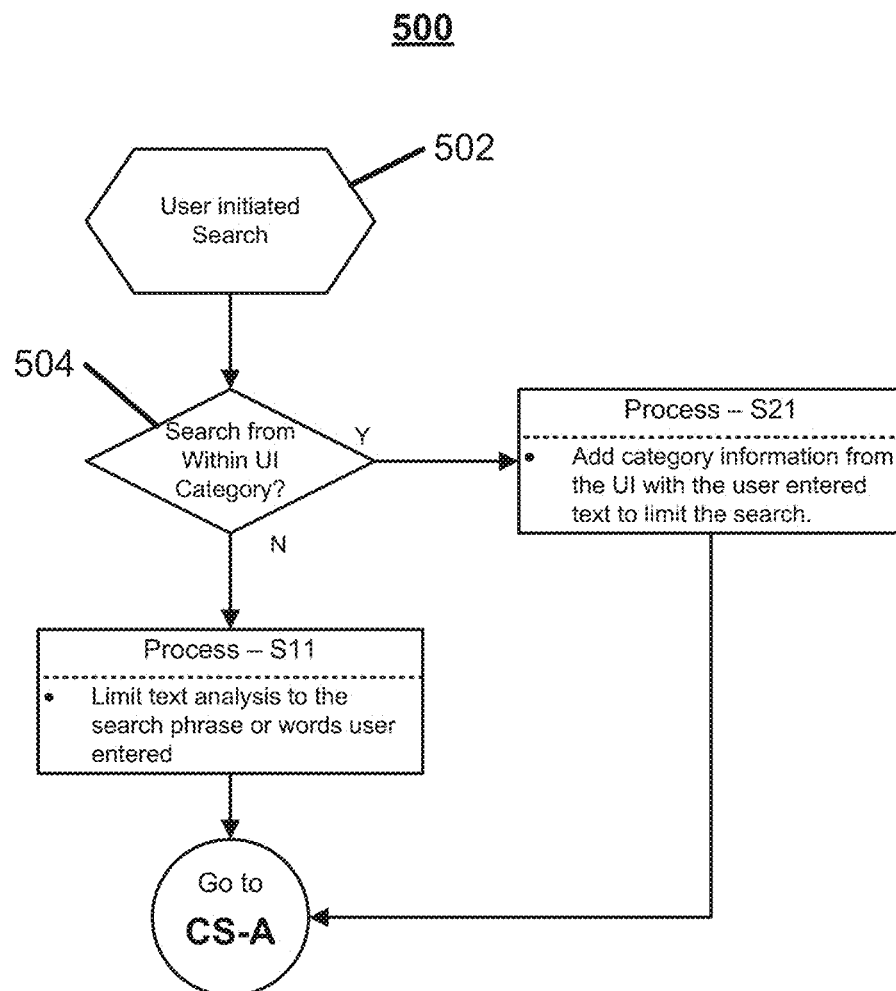 500
502
User initiated
Search
504
Search from
Within UI
Category?
Y
N
Process – S21
• Add category information from
the UI with the user entered
text to limit the search.
Process – S11
• Limit text analysis to the
search phrase or words user
entered
Go to
CS-A